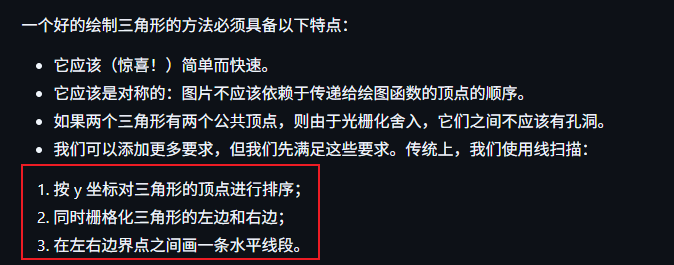 一个好的绘制三角形的方法必须具备以下特点：
• 它应该（惊喜！）简单而快速。
• 它应该是对称的：图片不应该依赖于传递给绘图函数的顶点的顺序。
• 如果两个三角形有两个公共顶点，则由于光栅化舍入，它们之间不应该有孔洞。
• 我们可以添加更多要求，但我们先满足这些要求。传统上，我们使用线扫描：
1. 按 y 坐标对三角形的顶点进行排序；
2. 同时栅格化三角形的左边和右边；
3. 在左右边界点之间画一条水平线段。